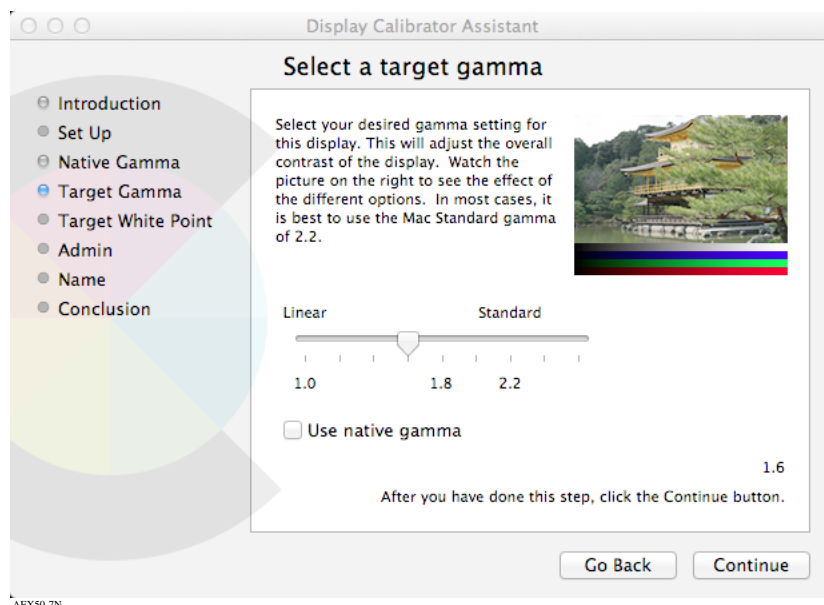 Display Calibrator Assistant
Select a target gamma
Introduction
Set Up
Native Gamma
Target Gamma
Target White Point
Admin
Name
Conclusion
Select your desired gamma setting for
this display. This will adjust the overall
contrast of the display. Watch the
picture on the right to see the effect of
the different options. In most cases, it
is best to use the Mac Standard gamma
of 2.2.
Linear Standard
1.0 1.8 2.2
Use native gamma
1.6
After you have done this step, click the Continue button.
Go Back Continue